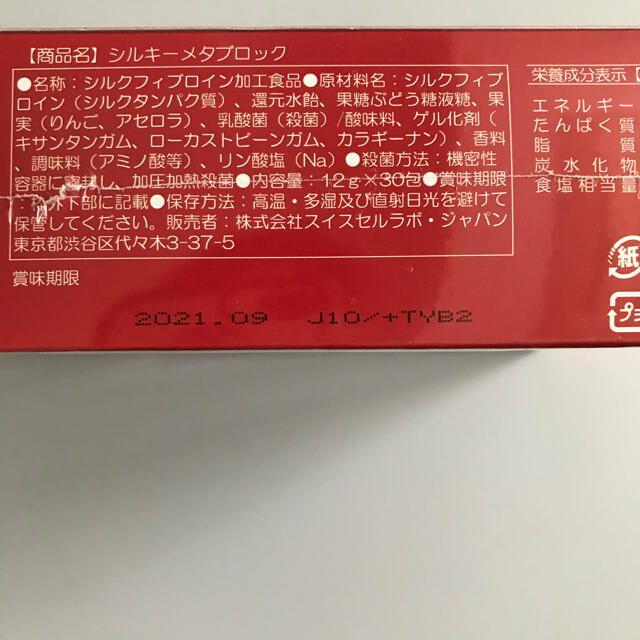 【商品名】シルキーメタブロック
●名称：シルクフィブロイン加工食品●原材料名：シルクフィブ
ロイン（シルクタンパク質）、還元水飴、果糖ぶどう糖液糖、果
実（りんご、アセロラ）、乳酸菌（殺菌）/酸味料、ゲル化剤（
キサンタンガム、ローカストビーンガム、カラギーナン）、香料
、調味料（アミノ酸等）、リン酸塩（Na）●殺菌方法：機密性
容器に密封し、加圧加熱殺菌●内容量：12g×30包●賞味期限
：枠外下部に記載●保存方法：高温・多湿及び直射日光を避けて
保管してください。販売者：株式会社スイスセルラボ・ジャパン
東京都渋谷区代々木3-37-5
賞味期限
2021.09 J10/+TYB2
栄養成分表示【
エネルギー
たんぱく質
脂質
炭水化物
食塩相当量
紙
プラ